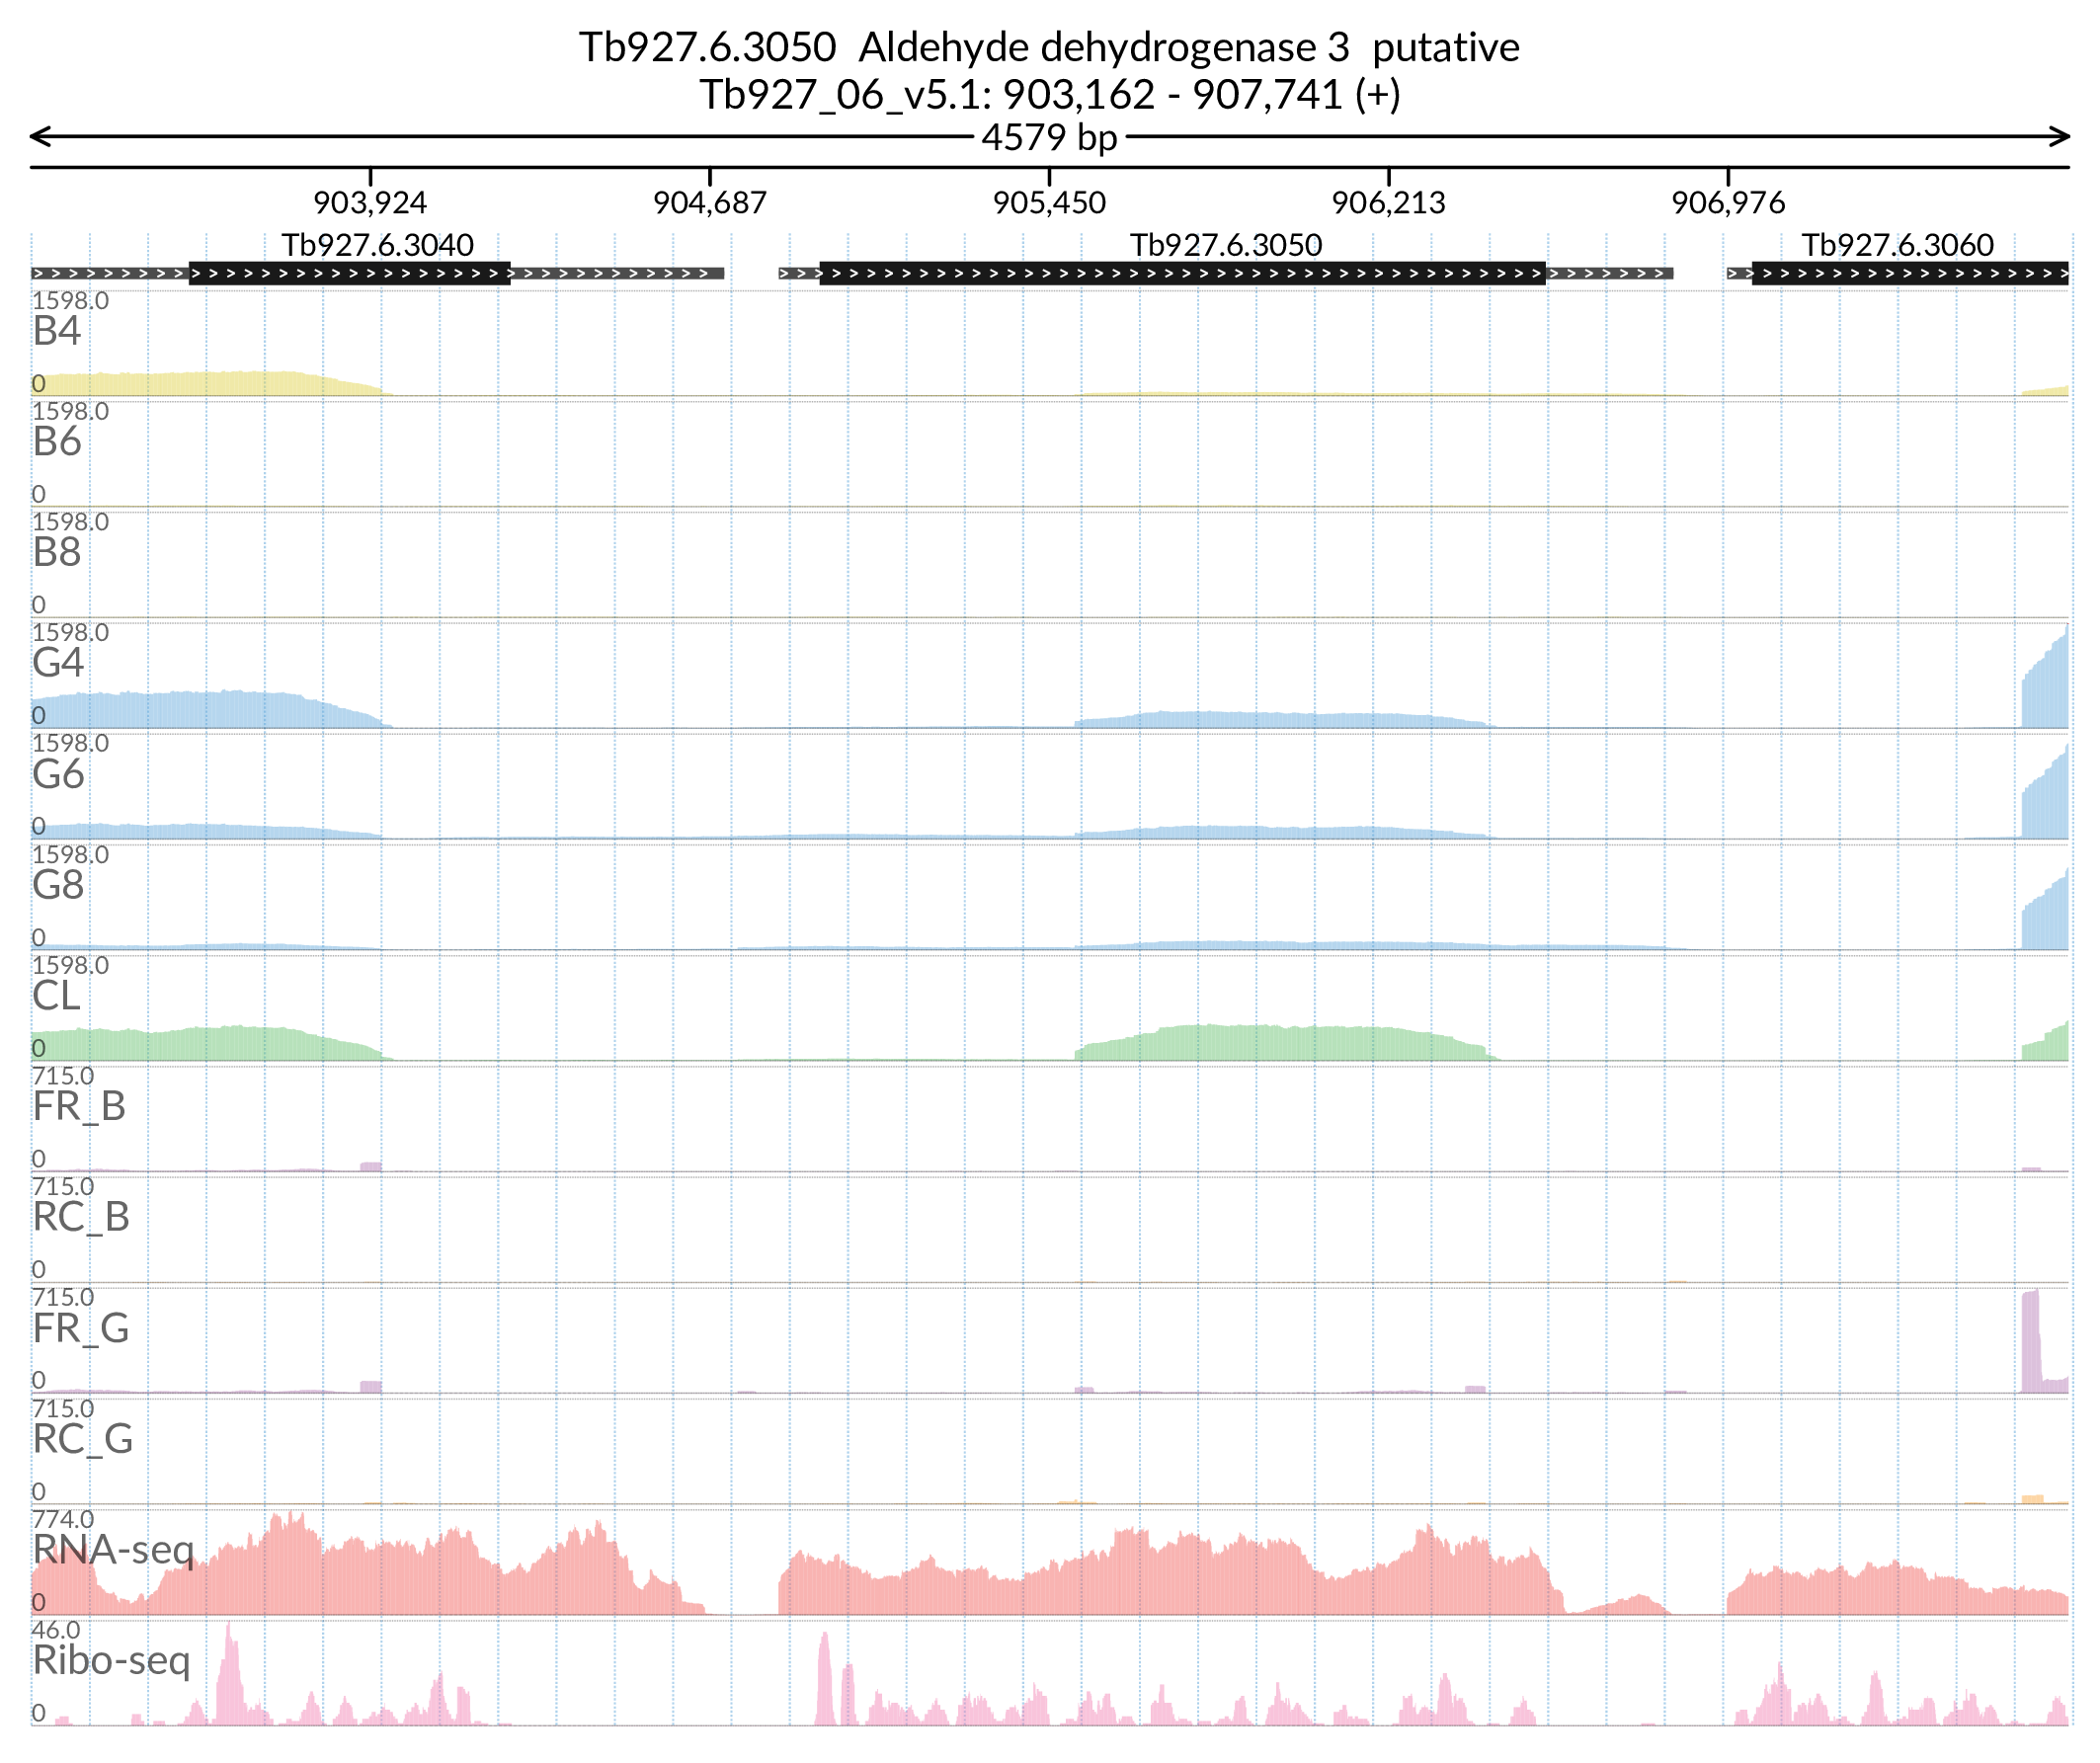 Tb927.6.3050  Aldehyde dehydrogenase 3  putative
Tb927_06_v5.1: 903,162 - 907,741 (+)
4579 bp
903,924 904,687 905,450 906,213 906,976
Tb927.6.3040 Tb927.6.3050 Tb927.6.3060
1598.0
B4
0
1598.0
B6
0
1598.0
B8
0
1598.0
G4
0
1598.0
G6
0
1598.0
G8
0
1598.0
CL
0
715.0
FR_B
0
715.0
RC_B
0
715.0
FR_G
0
715.0
RC_G
0
774.0
RNA-seq
0
46.0
Ribo-seq
0